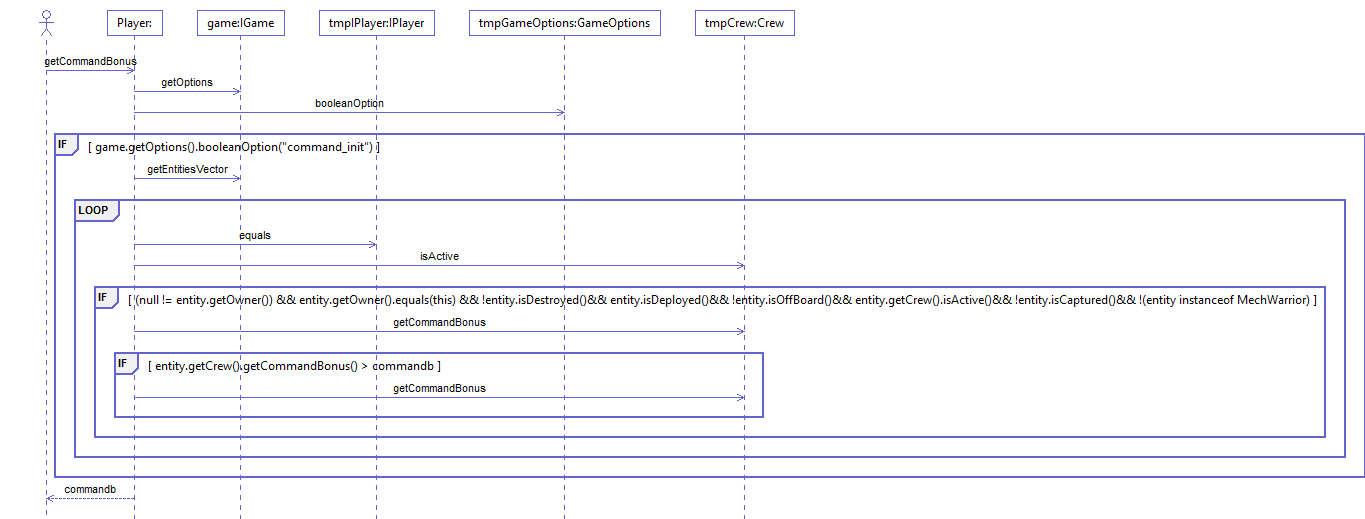 Player:
game:IGame
tmpIPlayer:IPlayer
tmpGameOptions:GameOptions
tmpCrew:Crew
getCommandBonus
getOptions
booleanOption
IF
[ game.getOptions().booleanOption("command_init") ]
getEntitiesVector
LOOP
equals
isActive
IF
[ (null != entity.getOwner()) && entity.getOwner().equals(this) && !entity.isDestroyed()&& entity.isDeployed()&& !entity.isOffBoard()&& entity.getCrew().isActive()&& !entity.isCaptured()&& !(entity instanceof MechWarrior) ]
getCommandBonus
IF
[ entity.getCrew().getCommandBonus() > commandb ]
getCommandBonus
commandb